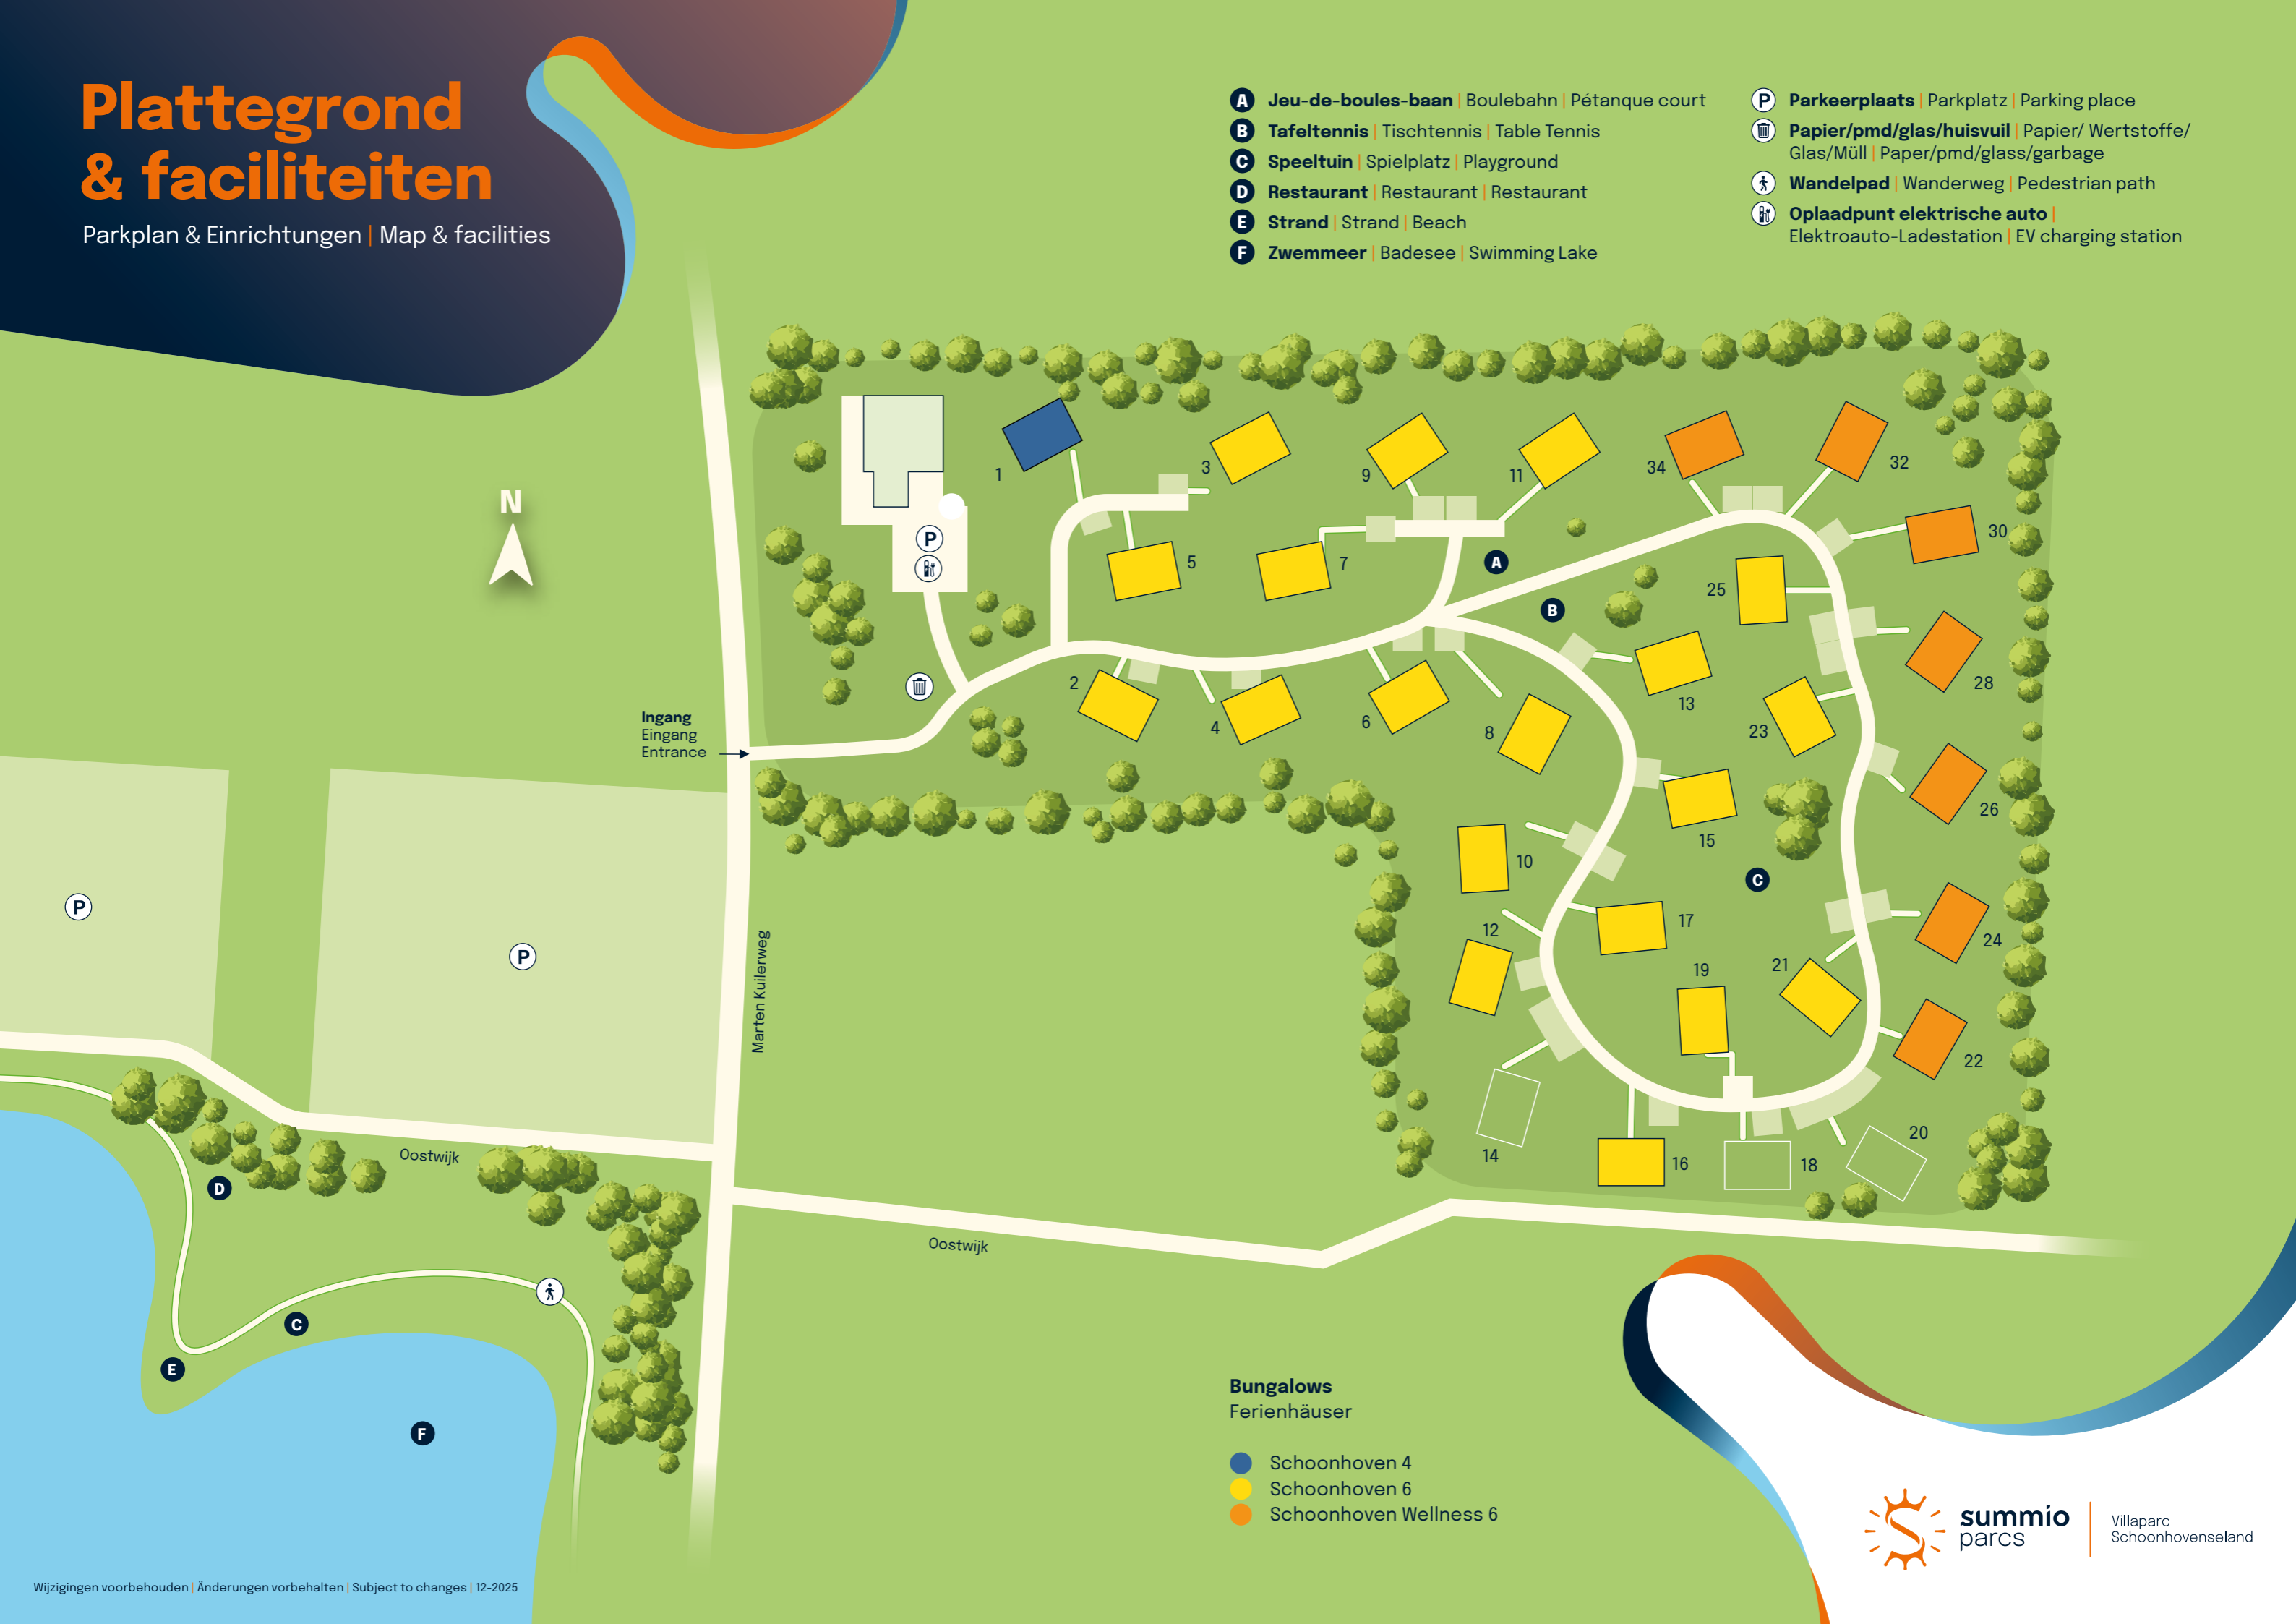 Plattegrond
& faciliteiten
Parkplan & Einrichtungen | Map & facilities
A Jeu-de-boules-baan | Boulebahn | Pétanque court
B Tafeltennis | Tischtennis | Table Tennis
C Speeltuin | Spielplatz | Playground
D Restaurant | Restaurant | Restaurant
E Strand | Strand | Beach
F Zwemmeer | Badesee | Swimming Lake
P Parkeerplaats | Parkplatz | Parking place
Papier/pmd/glas/huisvuil | Papier/ Wertstoffe/
Glas/Müll | Paper/pmd/glass/garbage
Wandelpad | Wanderweg | Pedestrian path
Oplaadpunt elektrische auto |
Elektroauto-Ladestation | EV charging station
N
1
3
9
11
34
32
30
P
5
7
A
25
B
28
2
4
6
8
13
23
Ingang
Eingang
Entrance
26
15
10
C
P
P
12
17
24
19
21
22
Marten Kuilerweg
14
16
18
20
Oostwijk
D
Oostwijk
C
E
F
Bungalows
Ferienhäuser
Schoonhoven 4
Schoonhoven 6
Schoonhoven Wellness 6
summio
parcs
Villaparc
Schoonhovenseland
Wijzigingen voorbehouden | Änderungen vorbehalten | Subject to changes | 12-2025